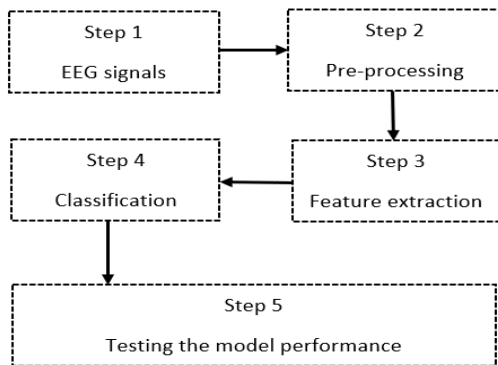 Step 1
EEG signals
Step 2
Pre-processing
Step 3
Feature extraction
Step 4
Classification
Step 5
Testing the model performance